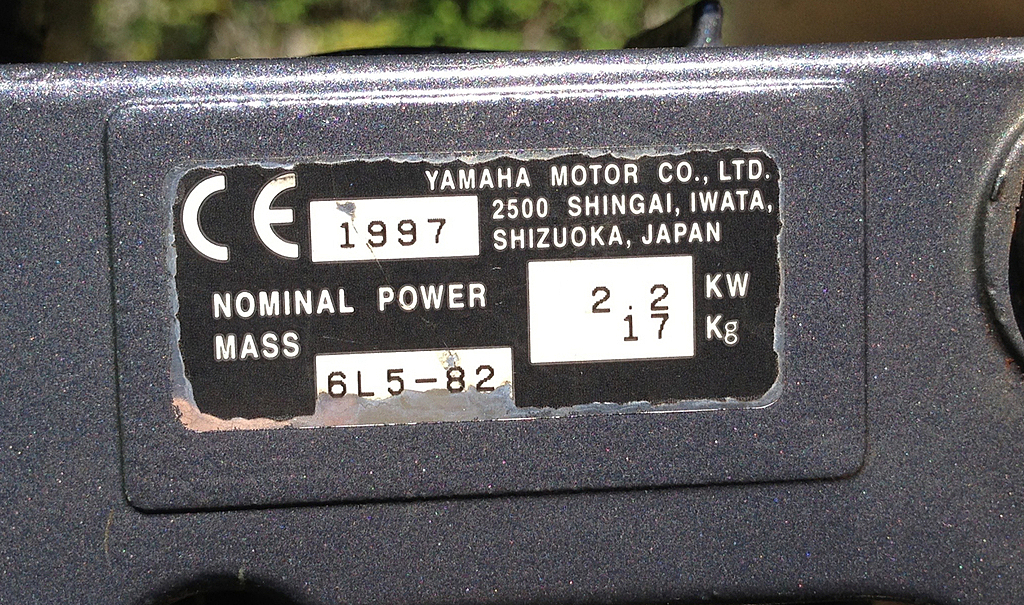 CE 1997 YAMAHA MOTOR CO., LTD.
2500 SHINGAI, IWATA,
SHIZUOKA, JAPAN
NOMINAL POWER 2.2 KW
MASS 17 Kg
6L5-82